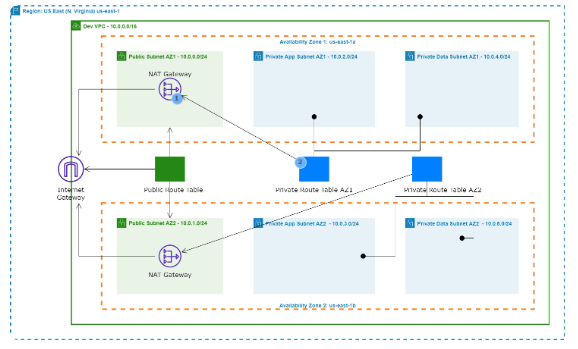 Region: US East (N. Virginia) us-east-1
Dev VPC - 10.0.0.0/16
Availability Zone 1: us-east-1a
Public Subnet AZ1 - 10.0.0.0/24
Private App Subnet AZ1 - 10.0.2.0/24
Private Data Subnet AZ1 - 10.0.4.0/24
NAT Gateway
1
2
Internet
Gateway
Public Route Table
Private Route Table AZ1
Private Route Table AZ2
Public Subnet AZ2 - 10.0.1.0/24
Private App Subnet AZ2 - 10.0.3.0/24
Private Data Subnet AZ2 - 10.0.6.0/24
NAT Gateway
Availability Zone 2: us-east-1b